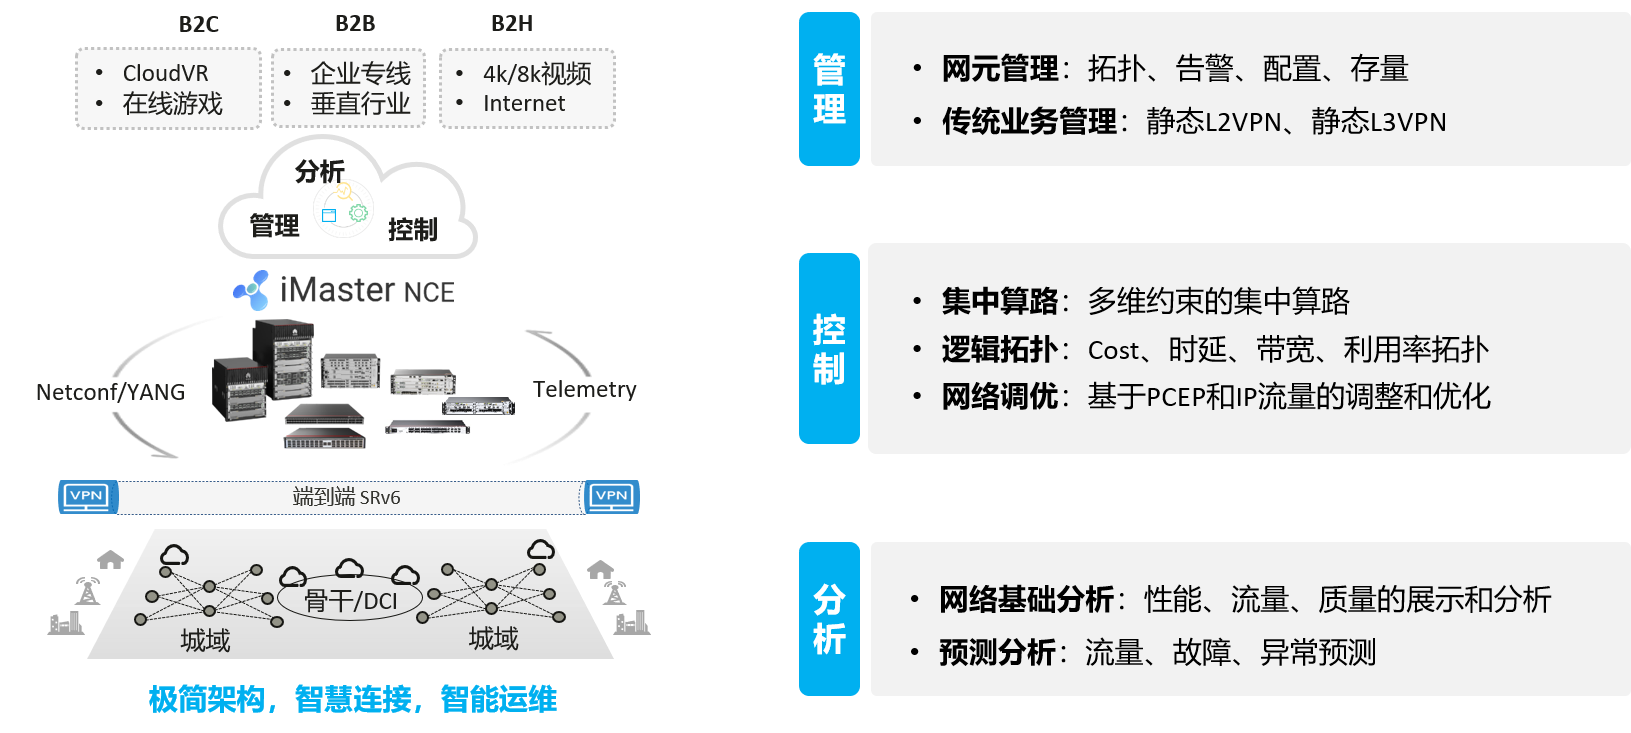 B2C
B2B
B2H
• CloudVR
• 在线游戏
• 企业专线
• 垂直行业
• 4k/8k视频
• Internet
分析
管理
控制
iMaster NCE
Netconf/YANG
Telemetry
VPN
端到端 SRv6
VPN
骨干/DCI
城域
城域
极简架构，智慧连接，智能运维
管理
• 网元管理：拓扑、告警、配置、存量
• 传统业务管理：静态L2VPN、静态L3VPN
控制
• 集中算路：多维约束的集中算路
• 逻辑拓扑：Cost、时延、带宽、利用率拓扑
• 网络调优：基于PCEP和IP流量的调整和优化
分析
• 网络基础分析：性能、流量、质量的展示和分析
• 预测分析：流量、故障、异常预测